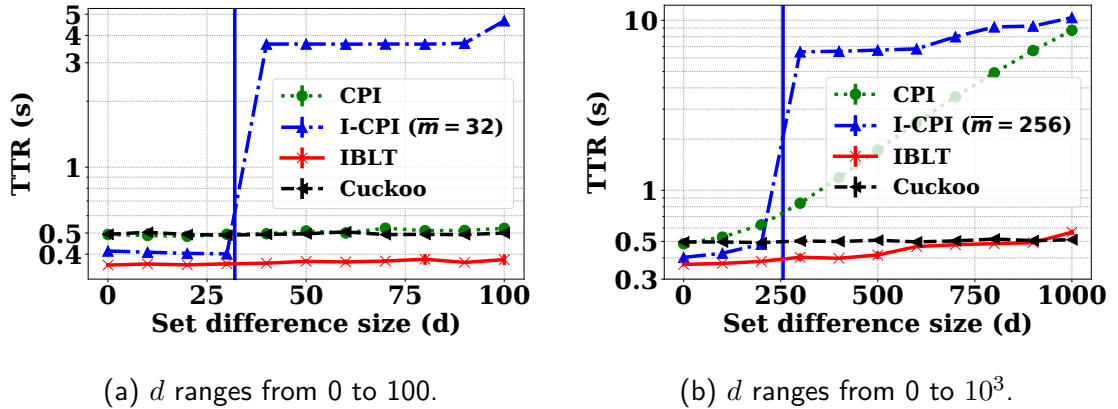 5
4
3
1
0.5
0.4
TTR (s)
CPI
I-CPI (m̅ = 32)
IBLT
Cuckoo
0 25 50 75 100
Set difference size (d)
(a) d ranges from 0 to 100.
10
1
0.5
0.3
TTR (s)
CPI
I-CPI (m̅ = 256)
IBLT
Cuckoo
0 250 500 750 1000
Set difference size (d)
(b) d ranges from 0 to 10³.